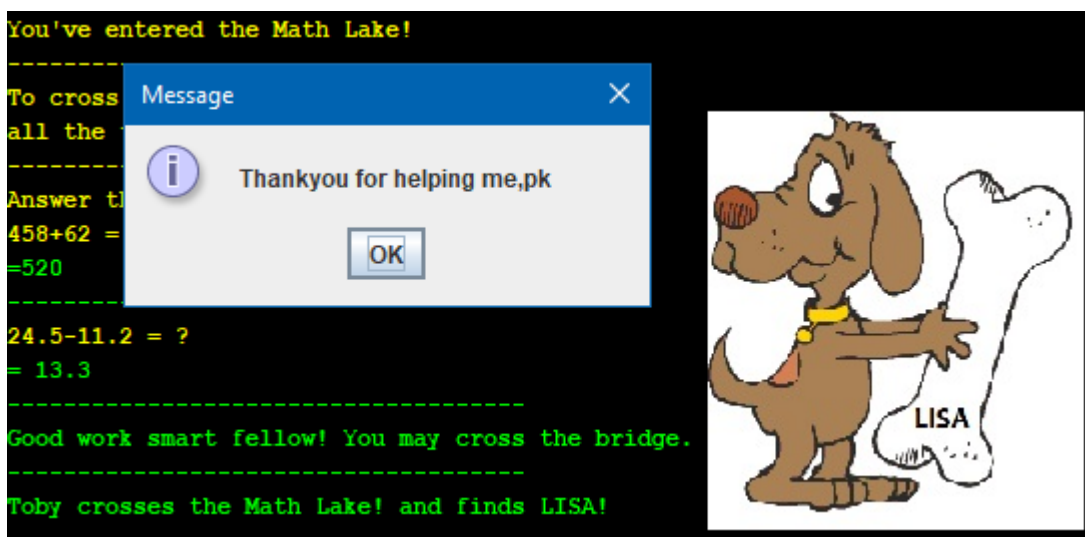 You've entered the Math Lake!
To cross
all the
Message
Thankyou for helping me,pk
OK
Answer
458+62 =
=520
24.5-11.2 = ?
= 13.3
Good work smart fellow! You may cross the bridge.
Toby crosses the Math Lake! and finds LISA!
LISA